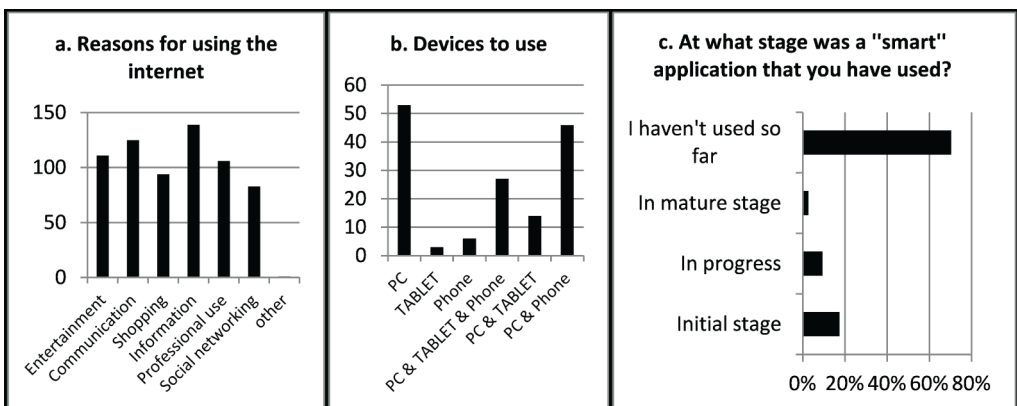 a. Reasons for using the
internet
150
100
50
0
Entertainment
Communication
Shopping
Information
Professional use
Social networking
other
b. Devices to use
60
50
40
30
20
10
0
PC
TABLET
Phone
PC & TABLET & Phone
PC & TABLET
PC & Phone
c. At what stage was a "smart"
application that you have used?
I haven't used so
far
In mature stage
In progress
Initial stage
0% 20% 40% 60% 80%